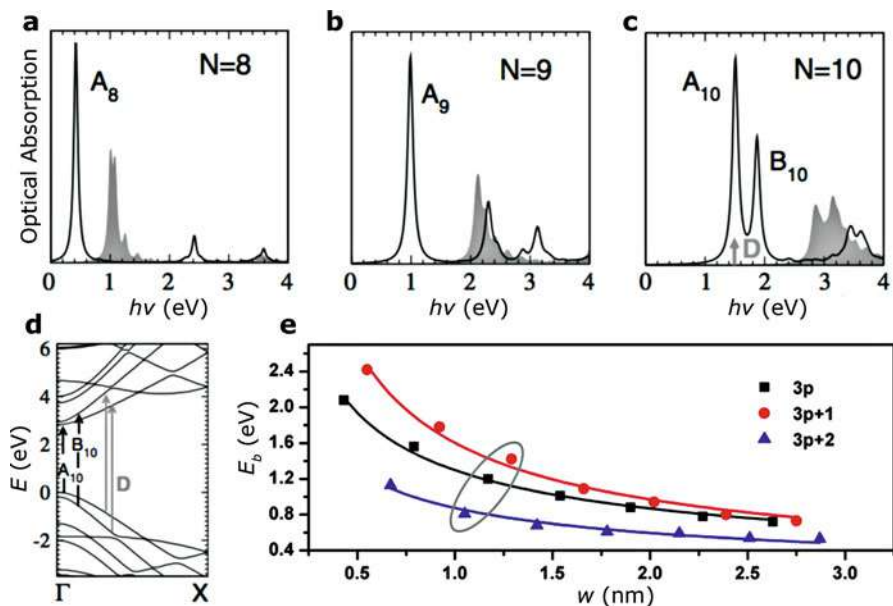 a
N=8
A8
0 1 2 3 4
hν (eV)
Optical Absorption
b
N=9
A9
0 1 2 3 4
hν (eV)
c
N=10
A10
B10
D
0 1 2 3 4
hν (eV)
d
6
4
2
0
-2
E (eV)
A10
B10
D
Γ X
e
2.4
2.0
1.6
1.2
0.8
0.4
Eb (eV)
3p
3p+1
3p+2
0.5 1.0 1.5 2.0 2.5 3.0
w (nm)